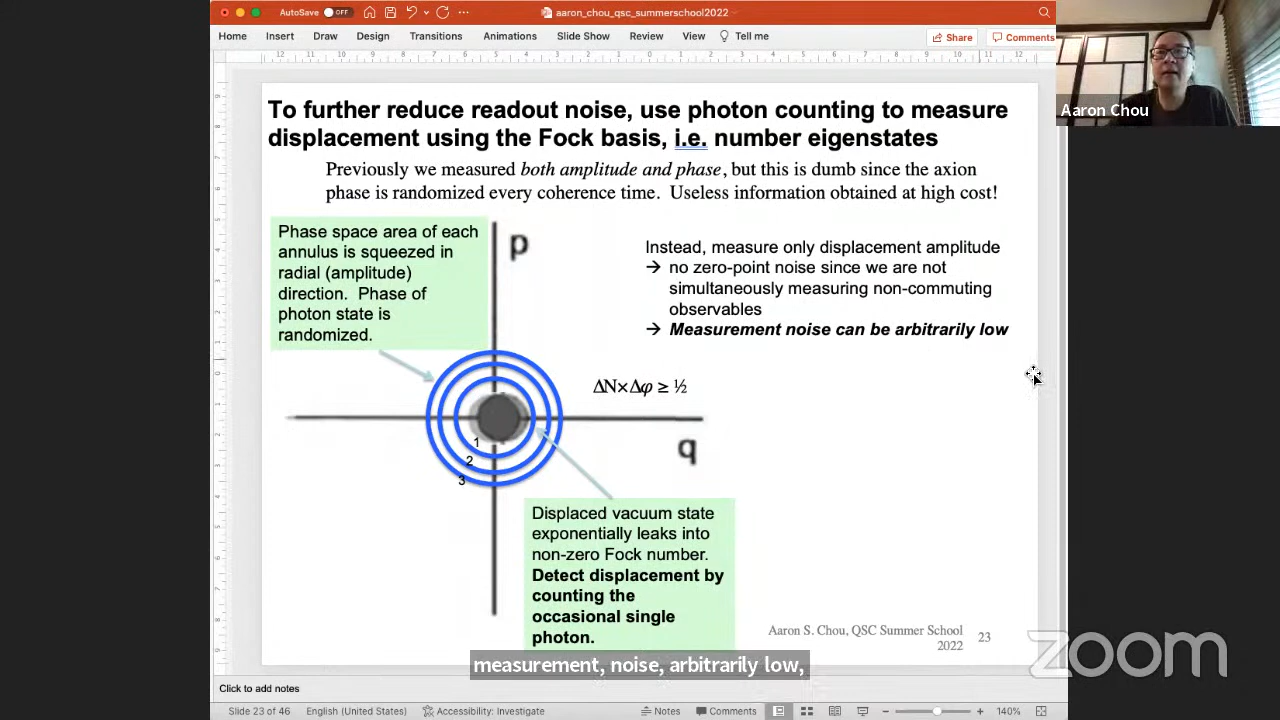 AutoSave OFF
aaron_chou_qsc_summerschool2022
Home Insert Draw Design Transitions Animations Slide Show Review View Tell me Share Comments
Aaron Chou
To further reduce readout noise, use photon counting to measure
displacement using the Fock basis, i.e. number eigenstates
Previously we measured both amplitude and phase, but this is dumb since the axion
phase is randomized every coherence time. Useless information obtained at high cost!
Phase space area of each
annulus is squeezed in
radial (amplitude)
direction. Phase of
photon state is
randomized.
p
Instead, measure only displacement amplitude
→ no zero-point noise since we are not
simultaneously measuring non-commuting
observables
→ Measurement noise can be arbitrarily low
ΔN×Δφ ≥ ½
q
1
2
3
Displaced vacuum state
exponentially leaks into
non-zero Fock number.
Detect displacement by
counting the
occasional single
photon.
Aaron S. Chou, QSC Summer School
2022
23
measurement, noise, arbitrarily low,
zoom
Click to add notes
Slide 23 of 46 English (United States) Accessibility: Investigate Notes Comments 140%